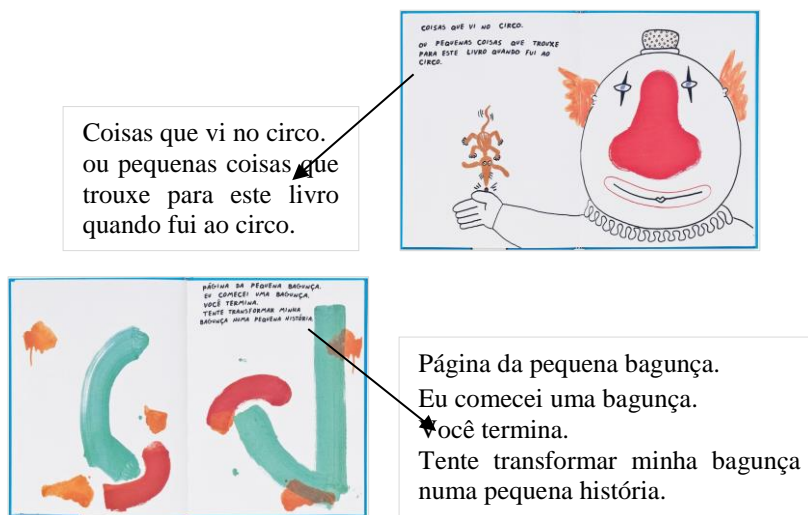 COISAS QUE VI NO CIRCO.
OU PEQUENAS COISAS QUE TROUXE
PARA ESTE LIVRO QUANDO FUI AO
CIRCO.
Coisas que vi no circo.
ou pequenas coisas que
trouxe para este livro
quando fui ao circo.
PÁGINA DA PEQUENA BAGUNÇA.
EU COMECEI UMA BAGUNÇA.
VOCÊ TERMINA.
TENTE TRANSFORMAR MINHA
BAGUNÇA NUMA PEQUENA HISTÓRIA
Página da pequena bagunça.
Eu comecei uma bagunça.
Você termina.
Tente transformar minha bagunça
numa pequena história.